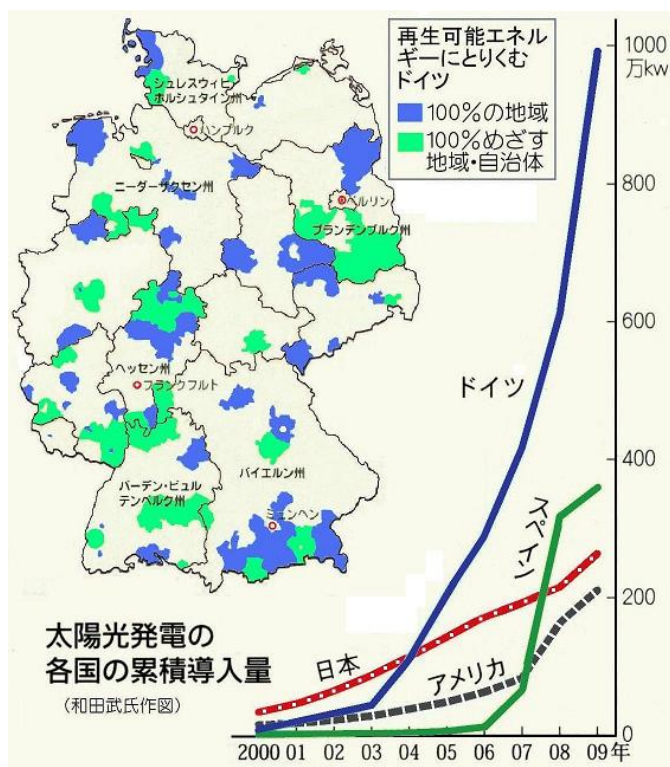 再生可能エネル
ギーにとりくむ
ドイツ
100%の地域
100%めざす
地域・自治体
シュレスウィヒ・
ホルシュタイン州
ハンブルク
ニーダーザクセン州
ベルリン
ブランデンブルク州
ヘッセン州
フランクフルト
バイエルン州
バーデン・ビュル
テンベルク州
ミュンヘン
太陽光発電の
各国の累積導入量
(和田武氏作図)
1000
万kw
800
600
400
200
0
ドイツ
スペイン
日本
アメリカ
2000 01 02 03 04 05 06 07 08 09年